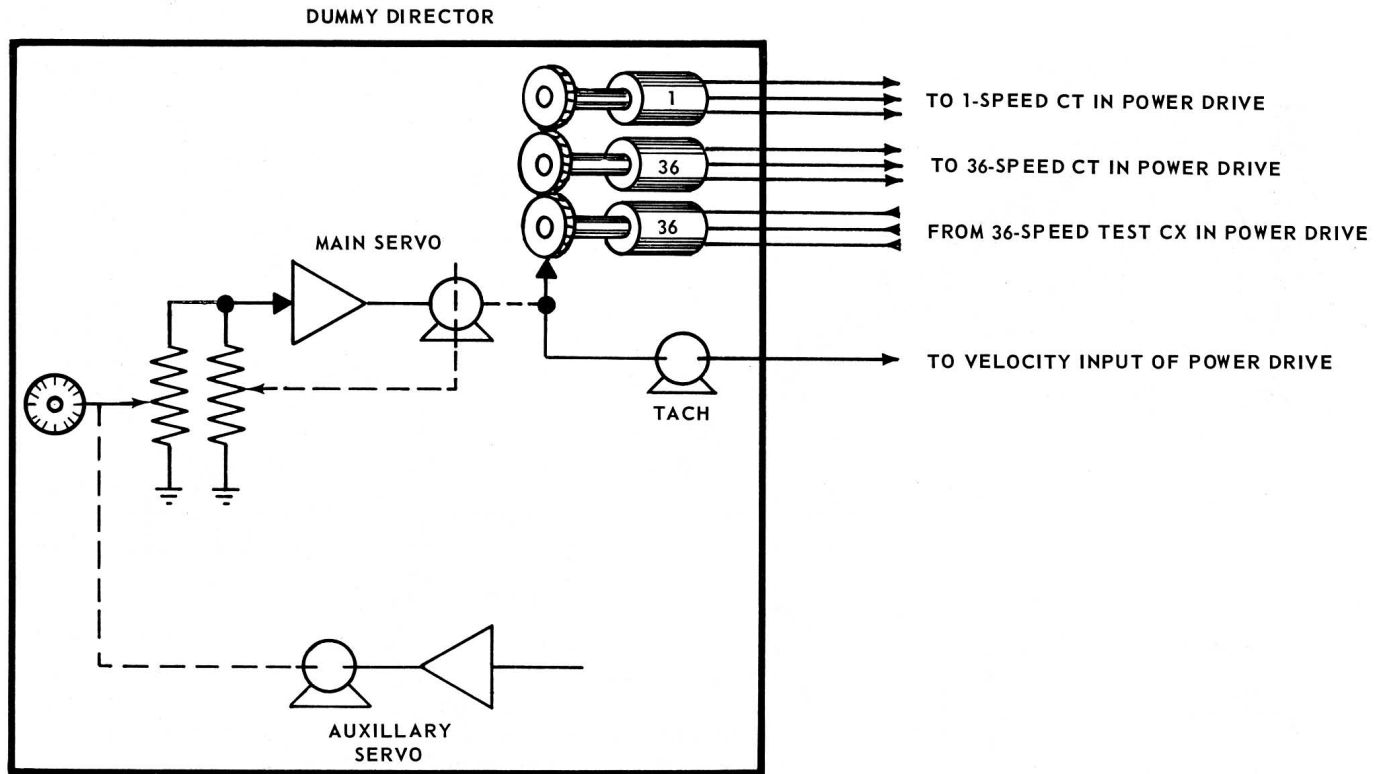 DUMMY DIRECTOR
1
TO 1-SPEED CT IN POWER DRIVE
36
TO 36-SPEED CT IN POWER DRIVE
36
FROM 36-SPEED TEST CX IN POWER DRIVE
MAIN SERVO
TO VELOCITY INPUT OF POWER DRIVE
TACH
AUXILLARY
SERVO